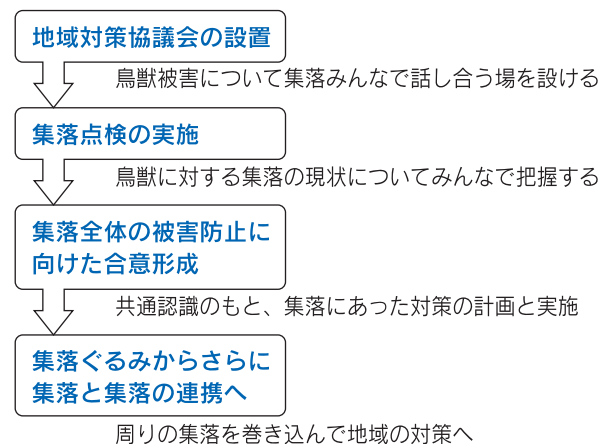 地域対策協議会の設置
鳥獣被害について集落みんなで話し合う場を設ける
集落点検の実施
鳥獣に対する集落の現状についてみんなで把握する
集落全体の被害防止に
向けた合意形成
共通認識のもと、集落にあった対策の計画と実施
集落ぐるみからさらに
集落と集落の連携へ
周りの集落を巻き込んで地域の対策へ